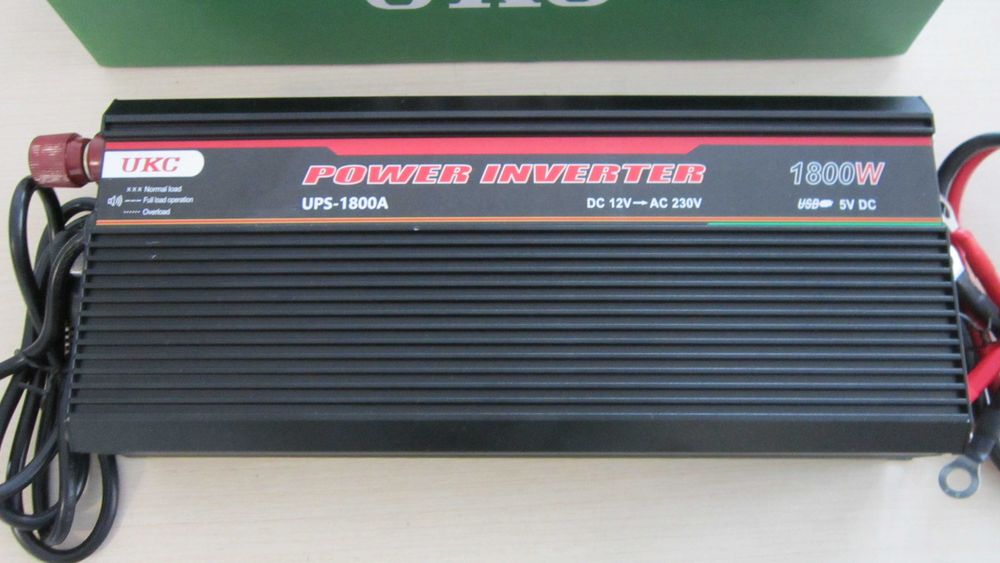 UKC
UKC
××× Normal load
--- Full load operation
...... Overload
POWER INVERTER
UPS-1800A
DC 12V→AC 230V
1800W
USB 5V DC